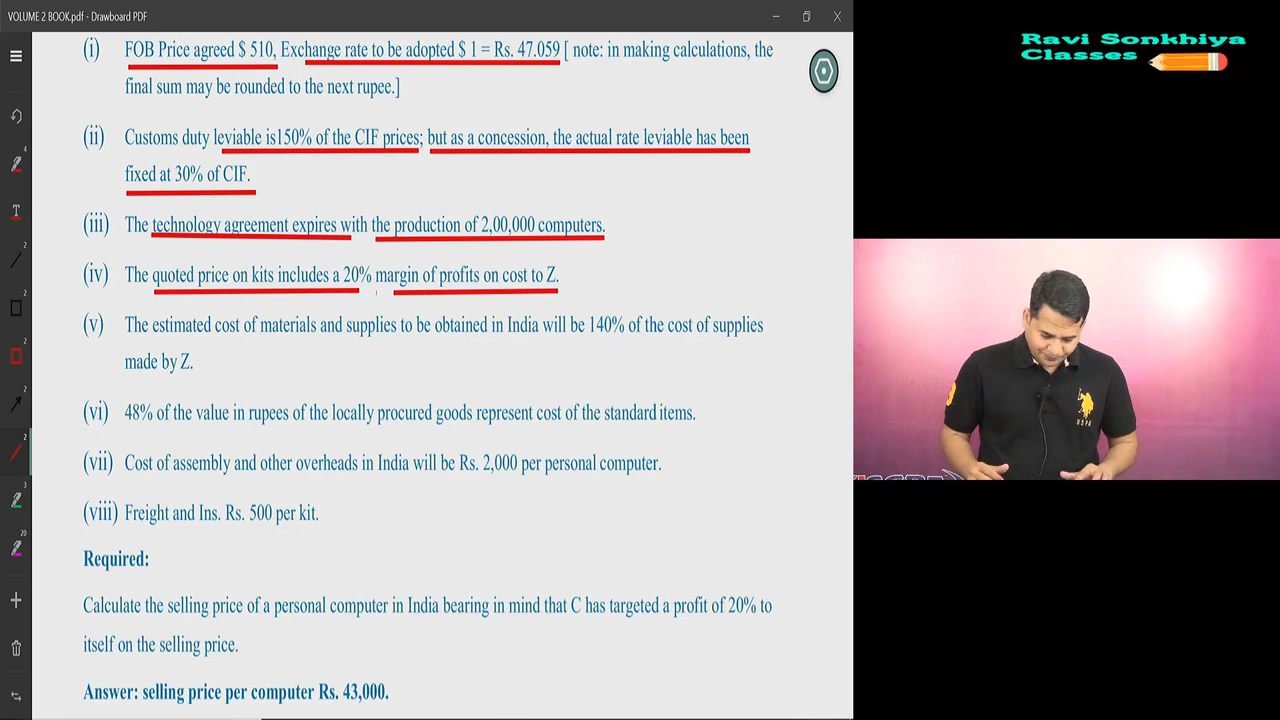 VOLUME 2 BOOK.pdf - Drawboard PDF
Ravi Sonkhiya
Classes
(i) FOB Price agreed $ 510, Exchange rate to be adopted $ 1 = Rs. 47.059 [ note: in making calculations, the
final sum may be rounded to the next rupee.]
(ii) Customs duty leviable is150% of the CIF prices; but as a concession, the actual rate leviable has been
fixed at 30% of CIF.
(iii) The technology agreement expires with the production of 2,00,000 computers.
(iv) The quoted price on kits includes a 20% margin of profits on cost to Z.
(v) The estimated cost of materials and supplies to be obtained in India will be 140% of the cost of supplies
made by Z.
(vi) 48% of the value in rupees of the locally procured goods represent cost of the standard items.
(vii) Cost of assembly and other overheads in India will be Rs. 2,000 per personal computer.
(viii) Freight and Ins. Rs. 500 per kit.
Required:
Calculate the selling price of a personal computer in India bearing in mind that C has targeted a profit of 20% to
itself on the selling price.
Answer: selling price per computer Rs. 43,000.
4
T
2
2
2
2
2
3
20
USPA